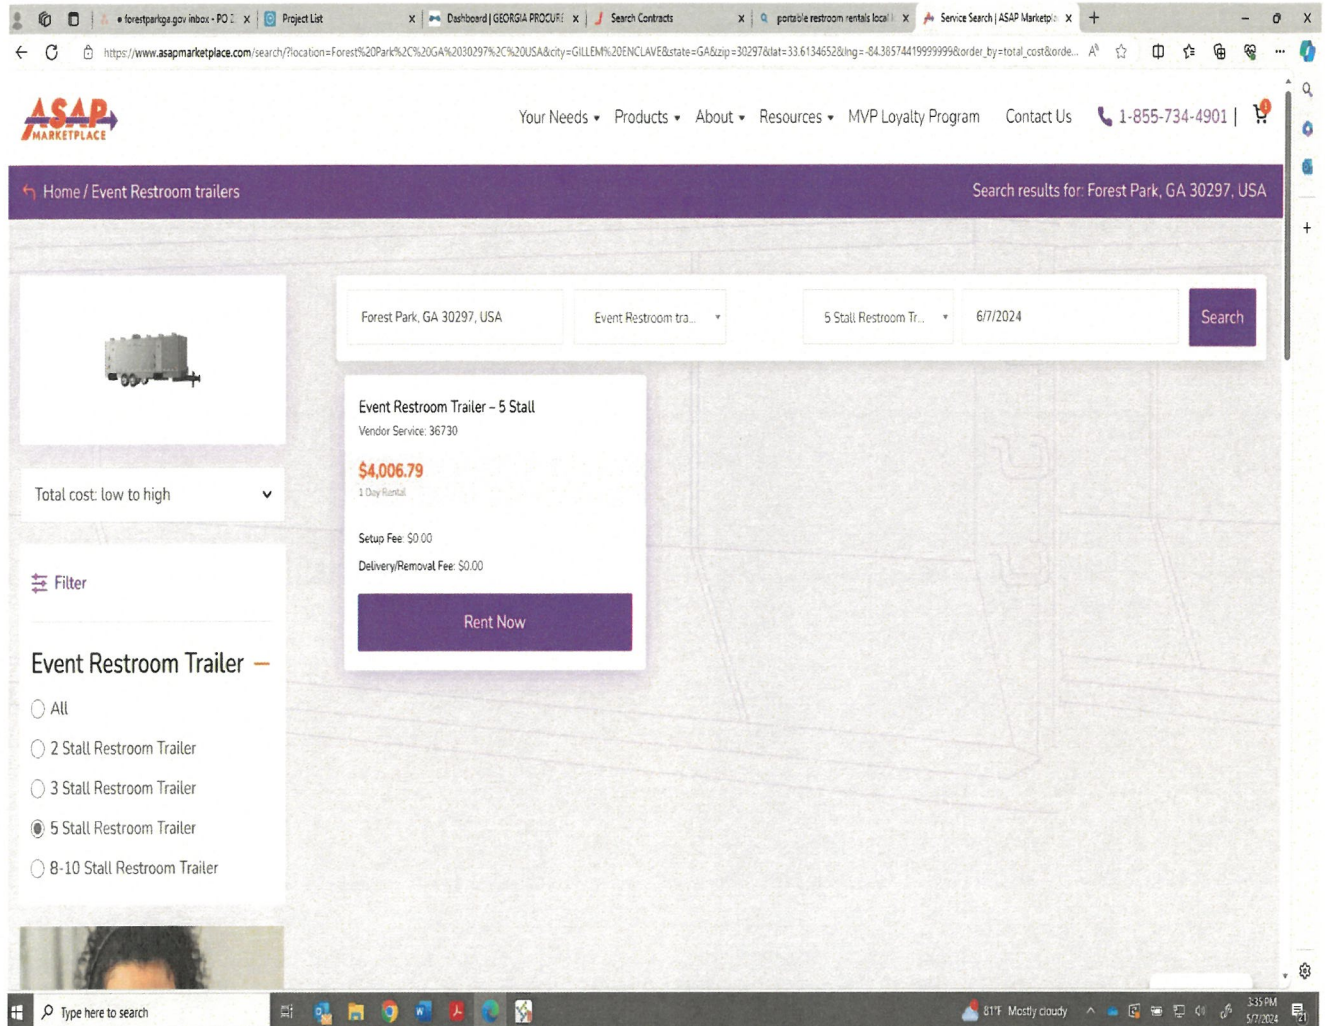 forestparkga.gov inbox - PO
Project List
Dashboard | GEORGIA PROCURE
Search Contracts
portable restroom rentals local
Service Search | ASAP Marketpl
https://www.asapmarketplace.com/search/?location=Forest%20Park%2C%20GA%2030297%2C%20USA&city=GILLEM%20ENCLAVE&state=GA&zip=30297&lat=33.6134652&lng=-84.38574419999999&order_by=total_cost&orde...
ASAP
MARKETPLACE
Your Needs
Products
About
Resources
MVP Loyalty Program
Contact Us
1-855-734-4901 |
1
Home / Event Restroom trailers
Search results for: Forest Park, GA 30297, USA
Forest Park, GA 30297, USA
Event Restroom tra...
5 Stall Restroom Tr...
6/7/2024
Search
Event Restroom Trailer – 5 Stall
Vendor Service: 36730
$4,006.79
1 Day Rental
Setup Fee: $0.00
Delivery/Removal Fee: $0.00
Rent Now
Total cost: low to high
Filter
Event Restroom Trailer
All
2 Stall Restroom Trailer
3 Stall Restroom Trailer
5 Stall Restroom Trailer
8-10 Stall Restroom Trailer
Type here to search
81°F Mostly cloudy
3:35 PM
5/7/2024
21